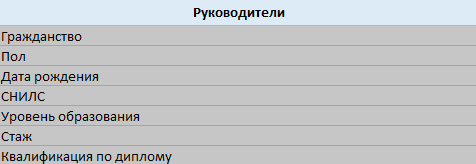 Руководители
Гражданство
Пол
Дата рождения
СНИЛС
Уровень образования
Стаж
Квалификация по диплому